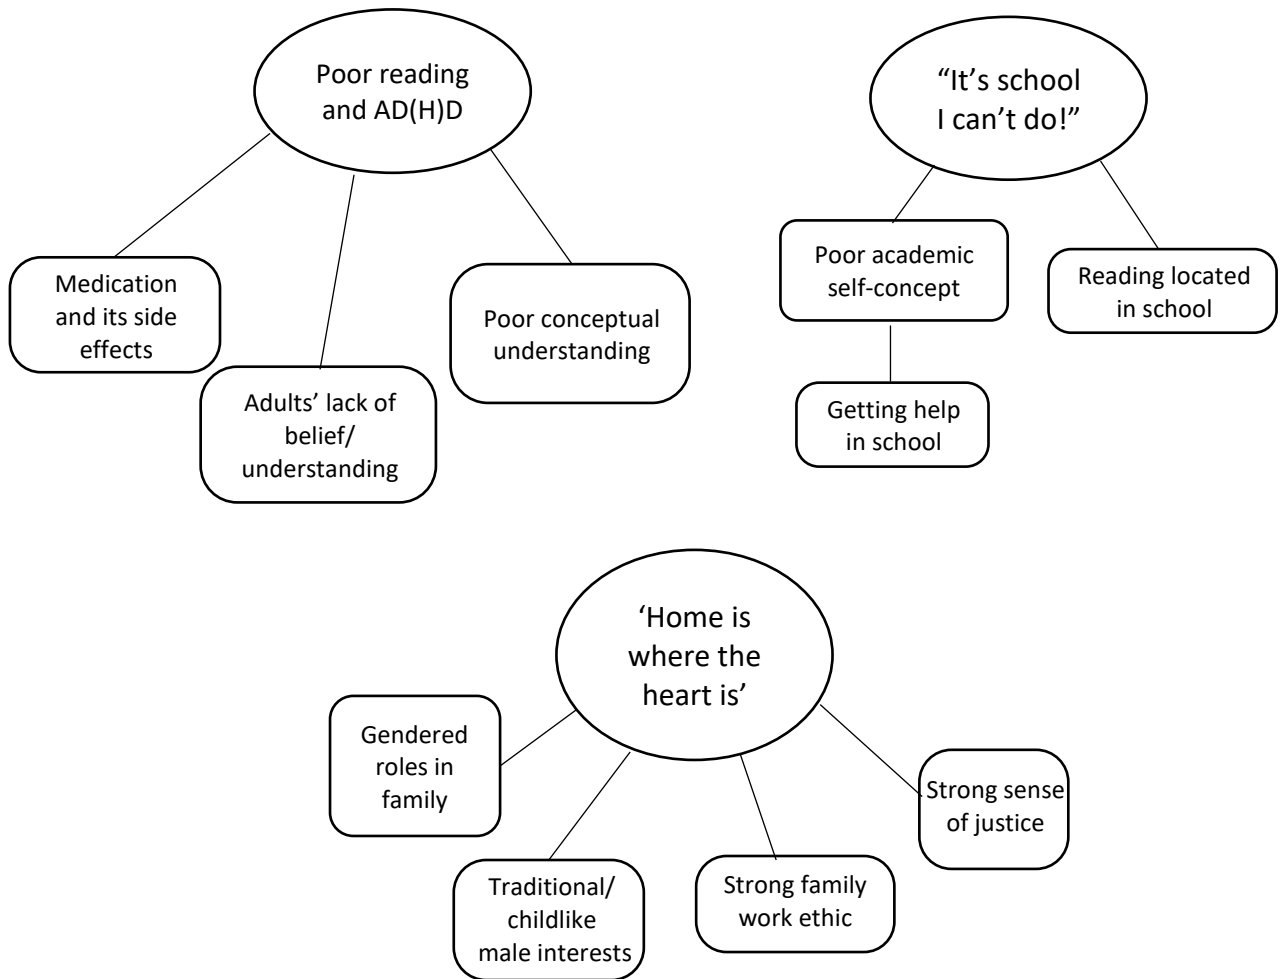 Poor reading
and AD(H)D
“It’s school
I can’t do!”
Medication
and its side
effects
Adults’ lack of
belief/
understanding
Poor conceptual
understanding
Poor academic
self-concept
Reading located
in school
Getting help
in school
‘Home is
where the
heart is’
Gendered
roles in
family
Traditional/
childlike
male interests
Strong family
work ethic
Strong sense
of justice